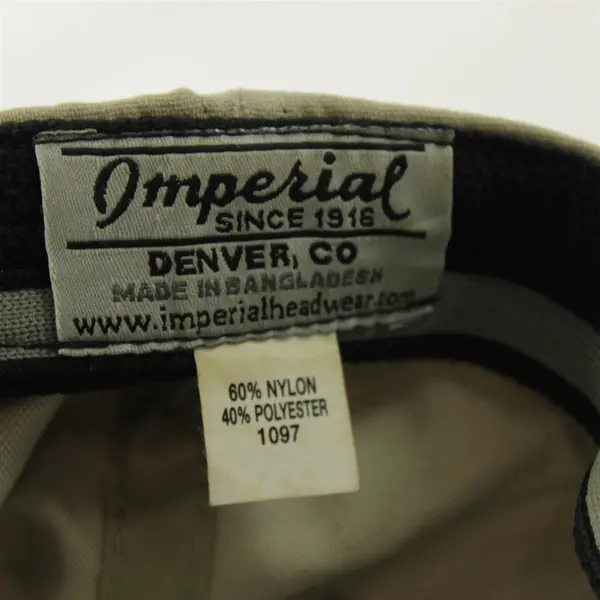 Imperial
SINCE 1916
DENVER, CO
MADE IN BANGLADESH
www.imperialheadwear.com
60% NYLON
40% POLYESTER
1097